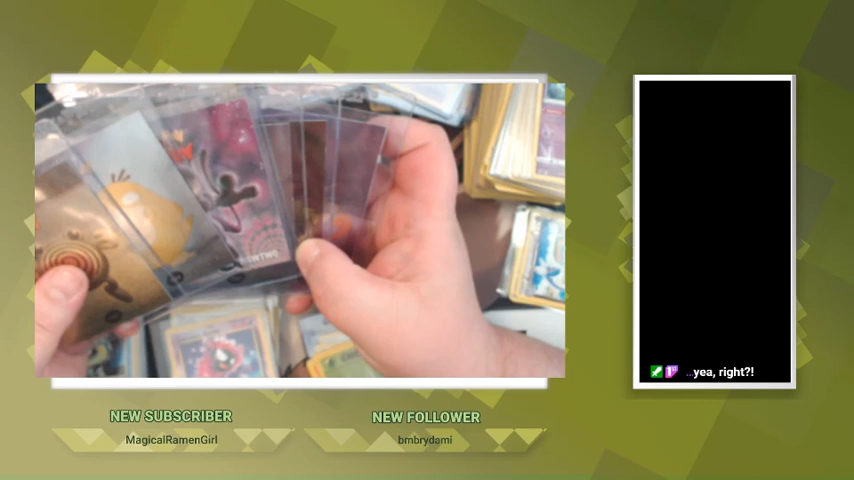 ..yea, right?!
NEW SUBSCRIBER
MagicalRamenGirl
NEW FOLLOWER
bmbrydami